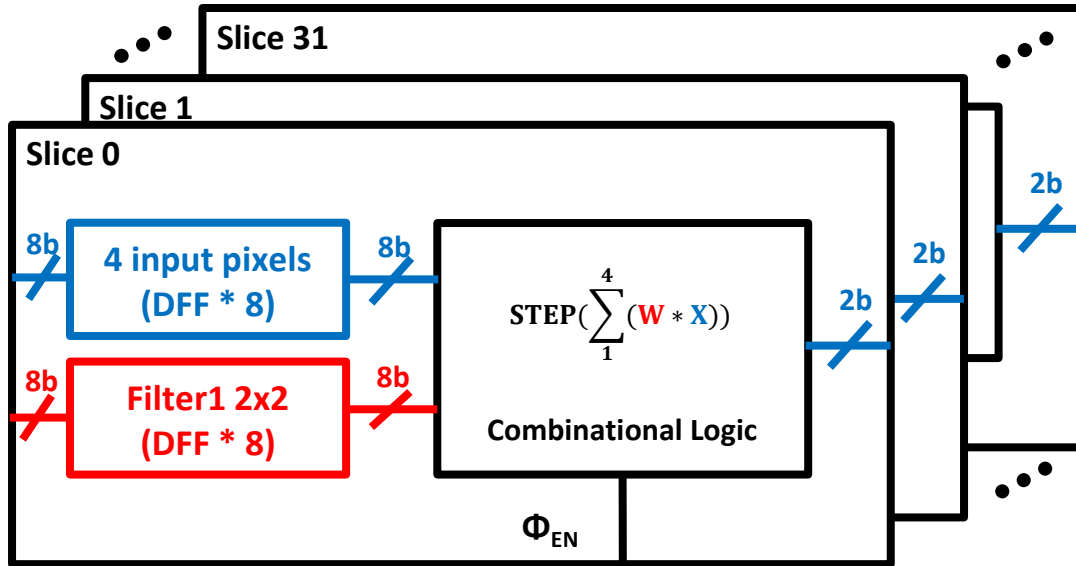 Slice 31
Slice 1
Slice 0
2b
2b
2b
8b
4 input pixels
(DFF * 8)
8b
STEP(∑₁⁴(W * X))
8b
Filter1 2x2
(DFF * 8)
8b
Combinational Logic
Φ_EN